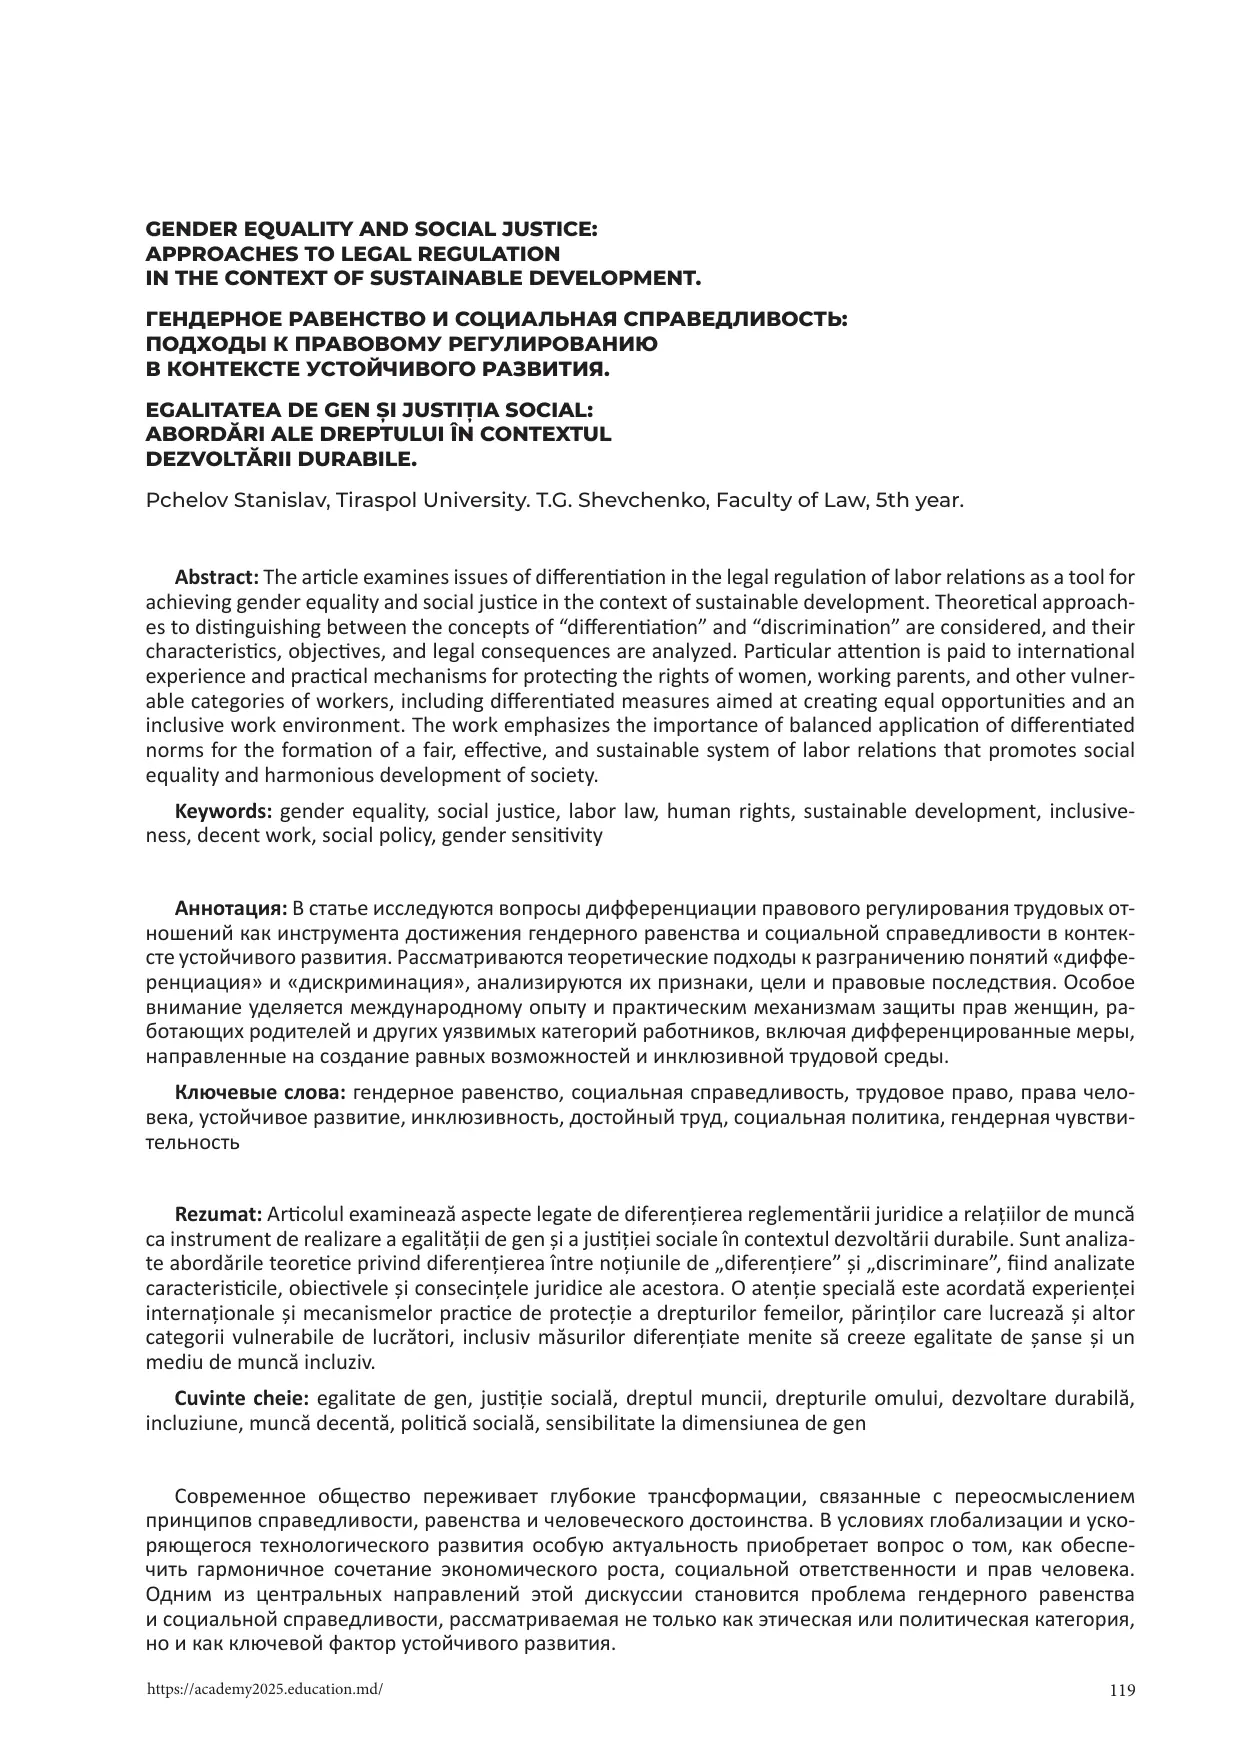 GENDER EQUALITY AND SOCIAL JUSTICE:
APPROACHES TO LEGAL REGULATION
IN THE CONTEXT OF SUSTAINABLE DEVELOPMENT.
ГЕНДЕРНОЕ РАВЕНСТВО И СОЦИАЛЬНАЯ СПРАВЕДЛИВОСТЬ:
ПОДХОДЫ К ПРАВОВОМУ РЕГУЛИРОВАНИЮ
В КОНТЕКСТЕ УСТОЙЧИВОГО РАЗВИТИЯ.
EGALITATEA DE GEN ȘI JUSTIȚIA SOCIAL:
ABORDĂRI ALE DREPTULUI ÎN CONTEXTUL
DEZVOLTĂRII DURABILE.
Pchelov Stanislav, Tiraspol University. T.G. Shevchenko, Faculty of Law, 5th year.
Abstract: The article examines issues of differentiation in the legal regulation of labor relations as a tool for
achieving gender equality and social justice in the context of sustainable development. Theoretical approach-
es to distinguishing between the concepts of “differentiation” and “discrimination” are considered, and their
characteristics, objectives, and legal consequences are analyzed. Particular attention is paid to international
experience and practical mechanisms for protecting the rights of women, working parents, and other vulner-
able categories of workers, including differentiated measures aimed at creating equal opportunities and an
inclusive work environment. The work emphasizes the importance of balanced application of differentiated
norms for the formation of a fair, effective, and sustainable system of labor relations that promotes social
equality and harmonious development of society.
Keywords: gender equality, social justice, labor law, human rights, sustainable development, inclusive-
ness, decent work, social policy, gender sensitivity
Аннотация: В статье исследуются вопросы дифференциации правового регулирования трудовых от-
ношений как инструмента достижения гендерного равенства и социальной справедливости в контек-
сте устойчивого развития. Рассматриваются теоретические подходы к разграничению понятий «диффе-
ренциация» и «дискриминация», анализируются их признаки, цели и правовые последствия. Особое
внимание уделяется международному опыту и практическим механизмам защиты прав женщин, ра-
ботающих родителей и других уязвимых категорий работников, включая дифференцированные меры,
направленные на создание равных возможностей и инклюзивной трудовой среды.
Ключевые слова: гендерное равенство, социальная справедливость, трудовое право, права чело-
века, устойчивое развитие, инклюзивность, достойный труд, социальная политика, гендерная чувстви-
тельность
Rezumat: Articolul examinează aspecte legate de diferențierea reglementării juridice a relațiilor de muncă
ca instrument de realizare a egalității de gen și a justiției sociale în contextul dezvoltării durabile. Sunt analiza-
te abordările teoretice privind diferențierea între noțiunile de „diferențiere” și „discriminare”, fiind analizate
caracteristicile, obiectivele și consecințele juridice ale acestora. O atenție specială este acordată experienței
internaționale și mecanismelor practice de protecție a drepturilor femeilor, părinților care lucrează și altor
categorii vulnerabile de lucrători, inclusiv măsurilor diferențiate menite să creeze egalitate de șanse și un
mediu de muncă incluziv.
Cuvinte cheie: egalitate de gen, justiție socială, dreptul muncii, drepturile omului, dezvoltare durabilă,
incluziune, muncă decentă, politică socială, sensibilitate la dimensiunea de gen
Современное общество переживает глубокие трансформации, связанные с переосмыслением
принципов справедливости, равенства и человеческого достоинства. В условиях глобализации и уско-
ряющегося технологического развития особую актуальность приобретает вопрос о том, как обеспе-
чить гармоничное сочетание экономического роста, социальной ответственности и прав человека.
Одним из центральных направлений этой дискуссии становится проблема гендерного равенства
и социальной справедливости, рассматриваемая не только как этическая или политическая категория,
но и как ключевой фактор устойчивого развития.
https://academy2025.education.md/
119